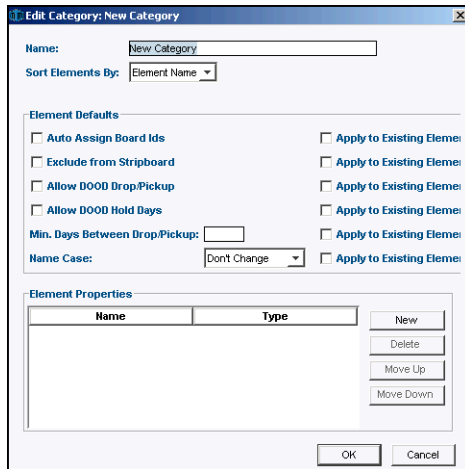 Edit Category: New Category
Name: New Category
Sort Elements By: Element Name
Element Defaults
Auto Assign Board Ids Apply to Existing Elemer
Exclude from Stripboard Apply to Existing Elemer
Allow DOOD Drop/Pickup Apply to Existing Elemer
Allow DOOD Hold Days Apply to Existing Elemer
Min. Days Between Drop/Pickup: Apply to Existing Elemer
Name Case: Don't Change Apply to Existing Elemer
Element Properties
Name Type
New
Delete
Move Up
Move Down
OK Cancel